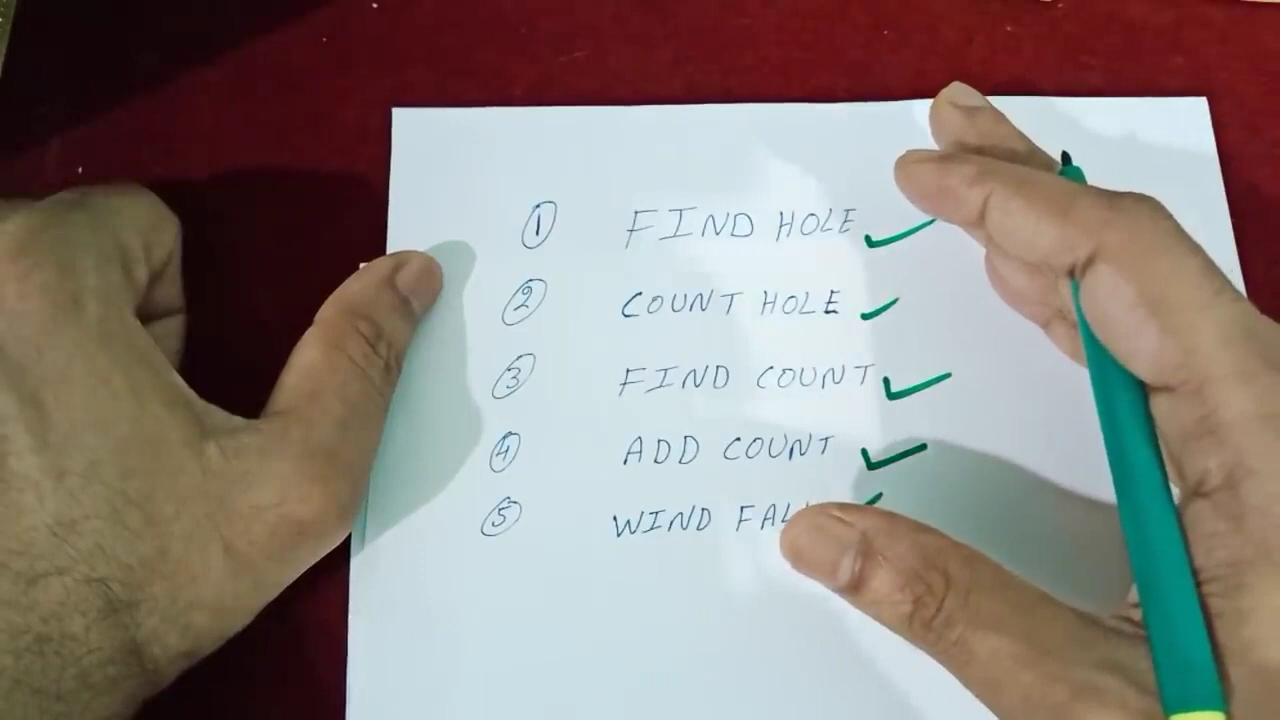 ① FIND HOLE ✓
② COUNT HOLE ✓
③ FIND COUNT ✓
④ ADD COUNT ✓
⑤ WIND